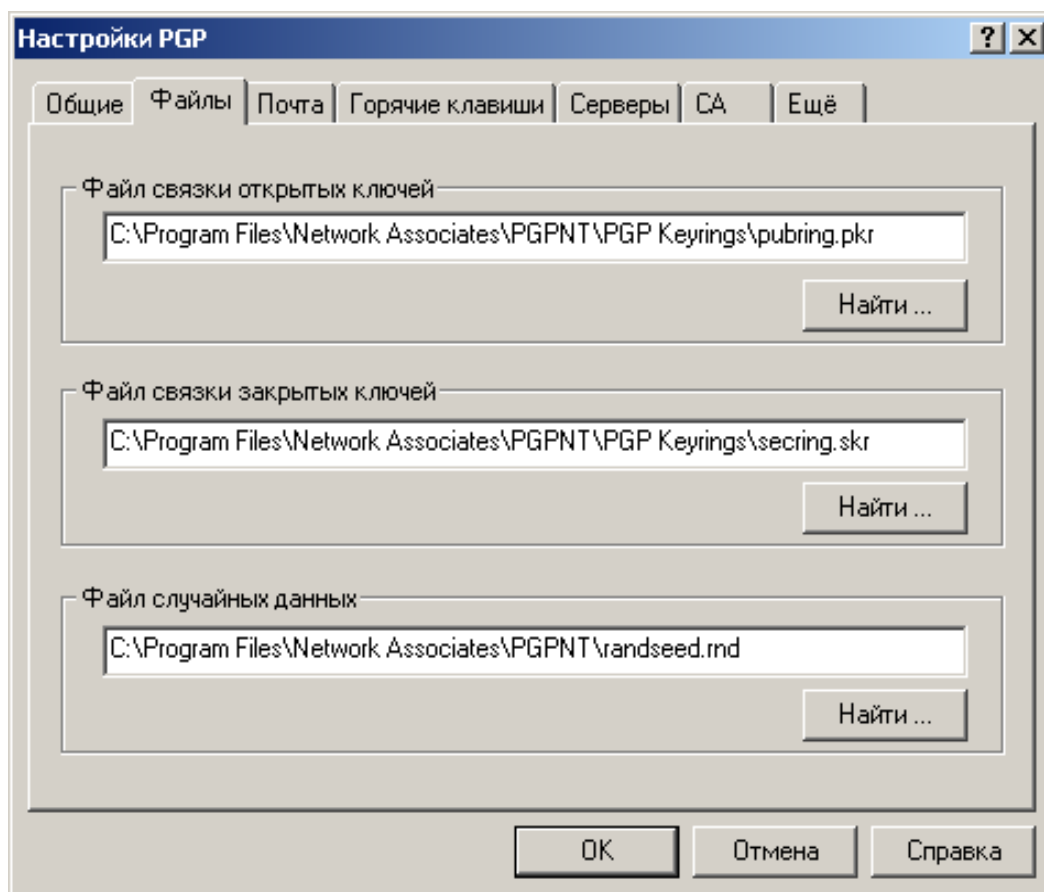 Настройки PGP
Общие Файлы Почта Горячие клавиши Серверы CA Ещё
Файл связки открытых ключей
C:\Program Files\Network Associates\PGPNT\PGP Keyrings\pubring.pkr
Найти ...
Файл связки закрытых ключей
C:\Program Files\Network Associates\PGPNT\PGP Keyrings\secring.skr
Найти ...
Файл случайных данных
C:\Program Files\Network Associates\PGPNT\randseed.rnd
Найти ...
OK Отмена Справка